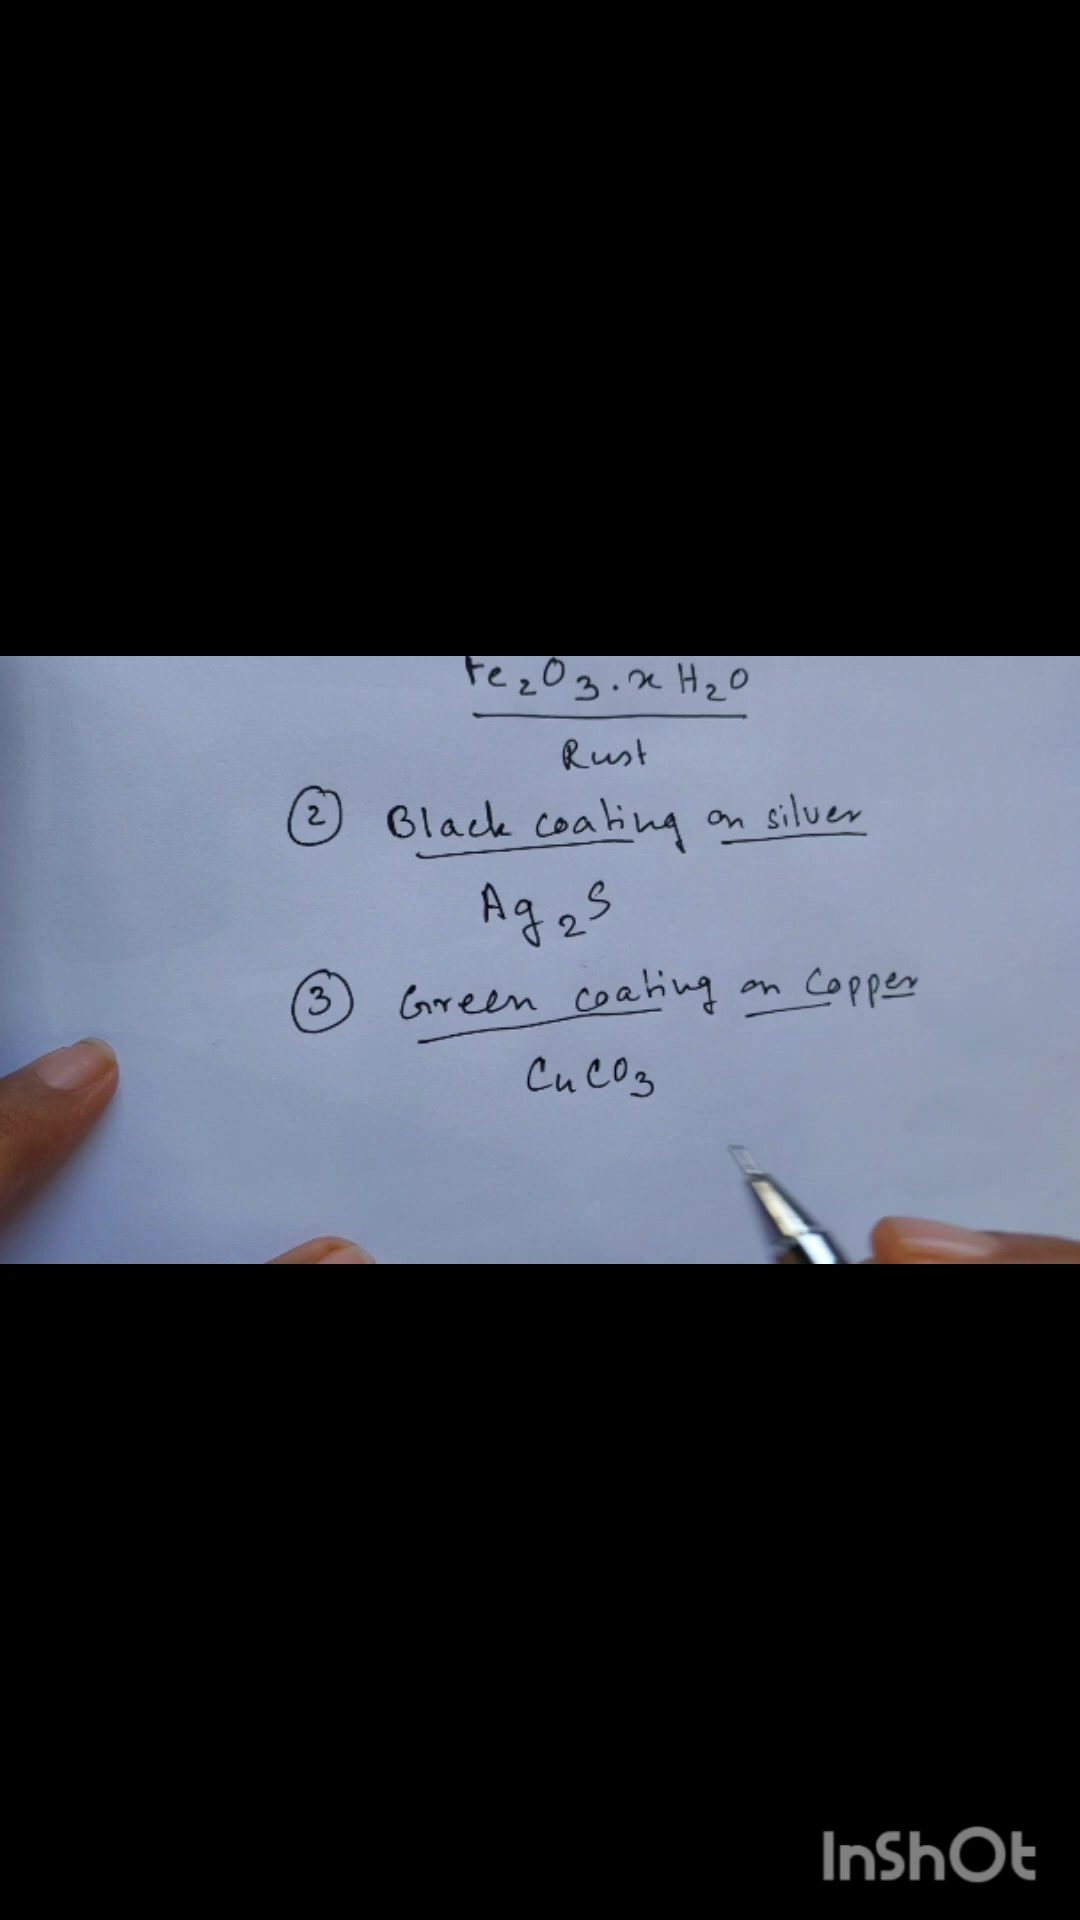 Fe2O3.xH2O
Rust
② Black coating on silver
Ag2S
③ Green coating on Copper
CuCO3
InShOt